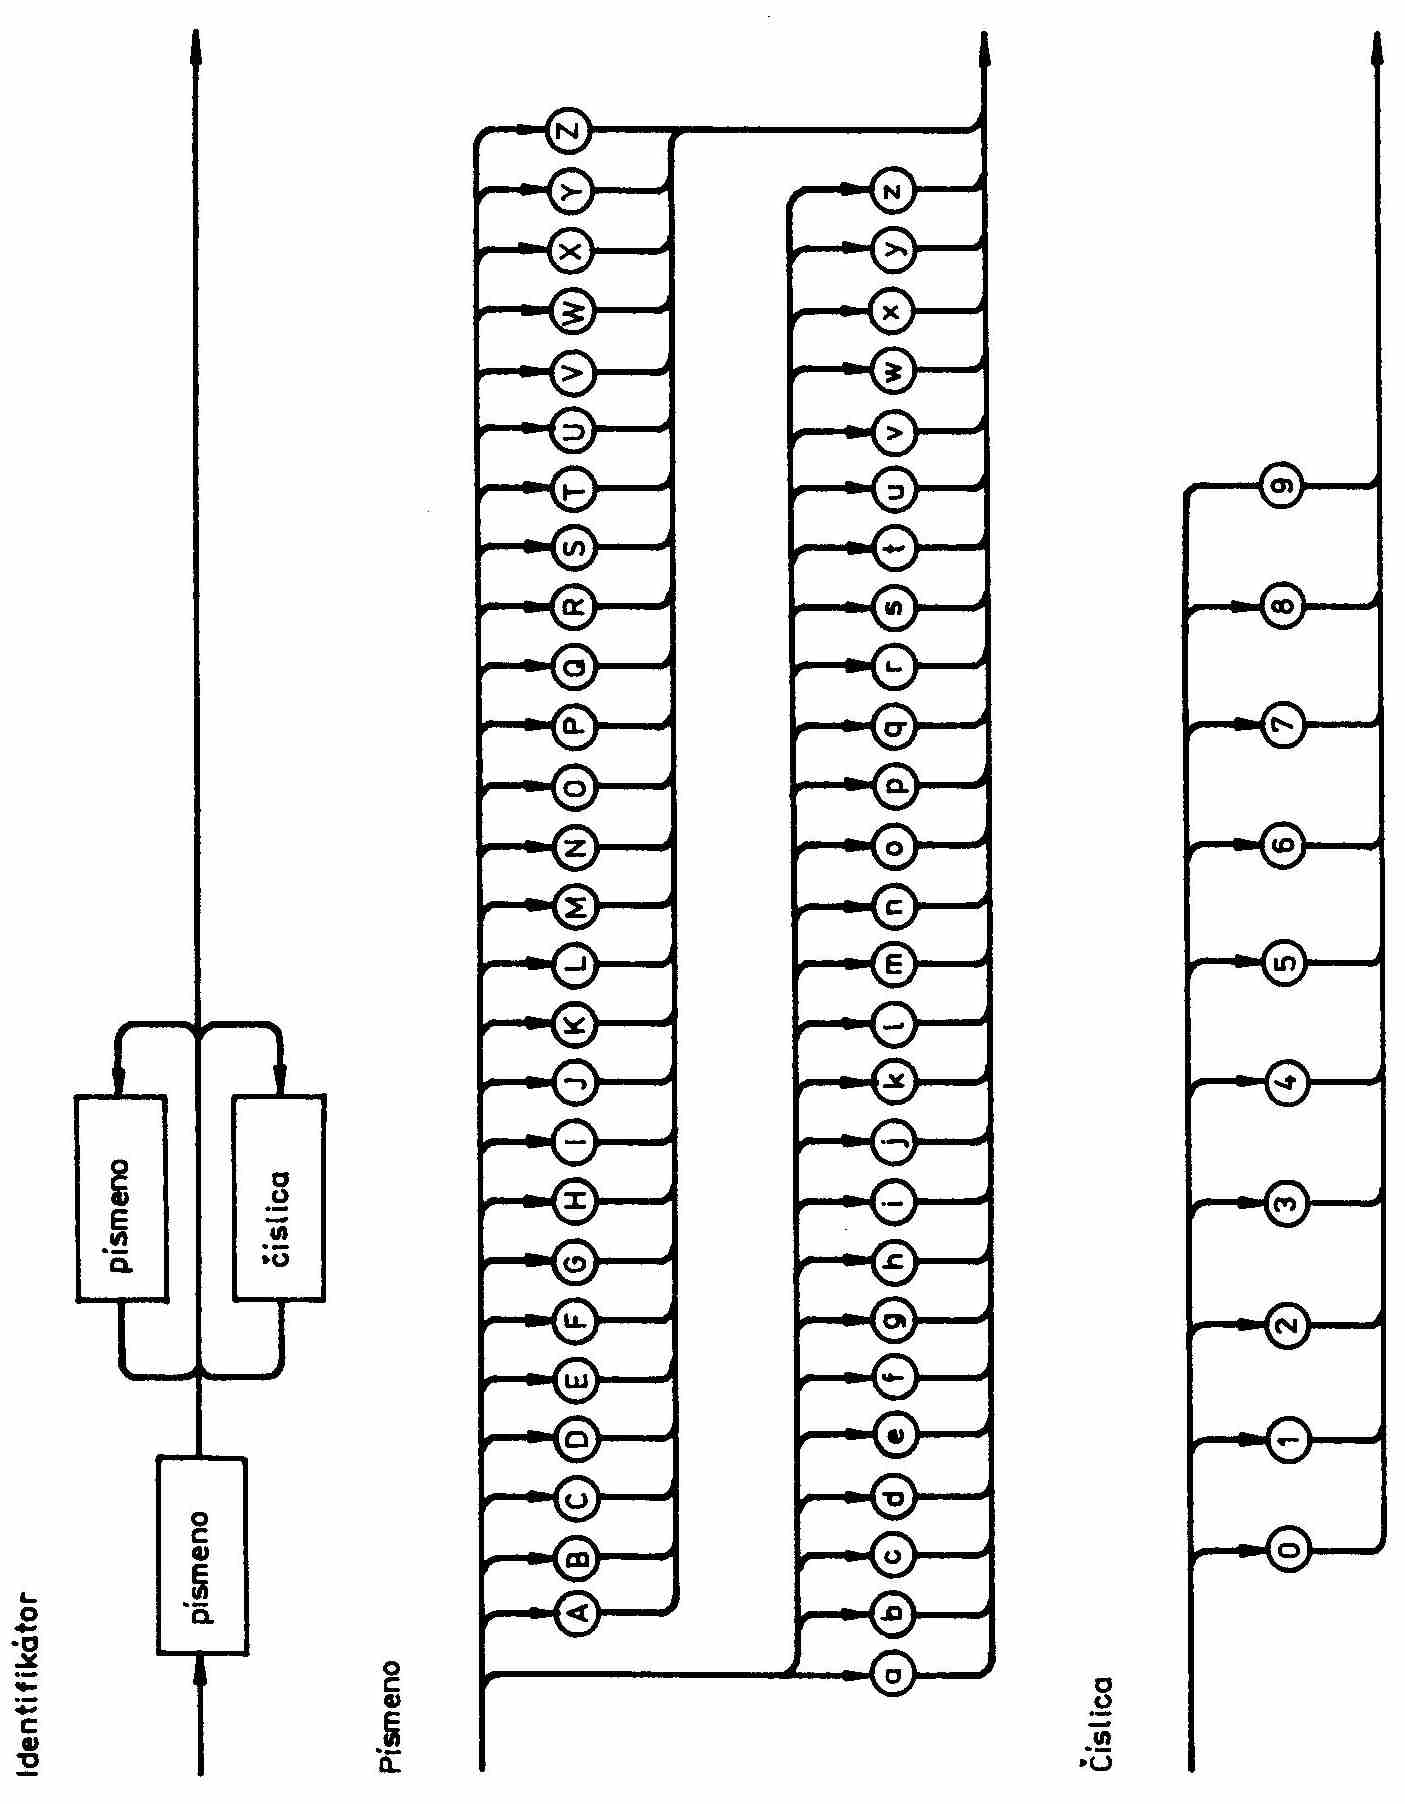 Identifikátor
písmeno
písmeno
číslica
Písmeno
A B C D E F G H I J K L M N O P Q R S T U V W X Y Z
a b c d e f g h i j k l m n o p q r s t u v w x y z
Číslica
0 1 2 3 4 5 6 7 8 9